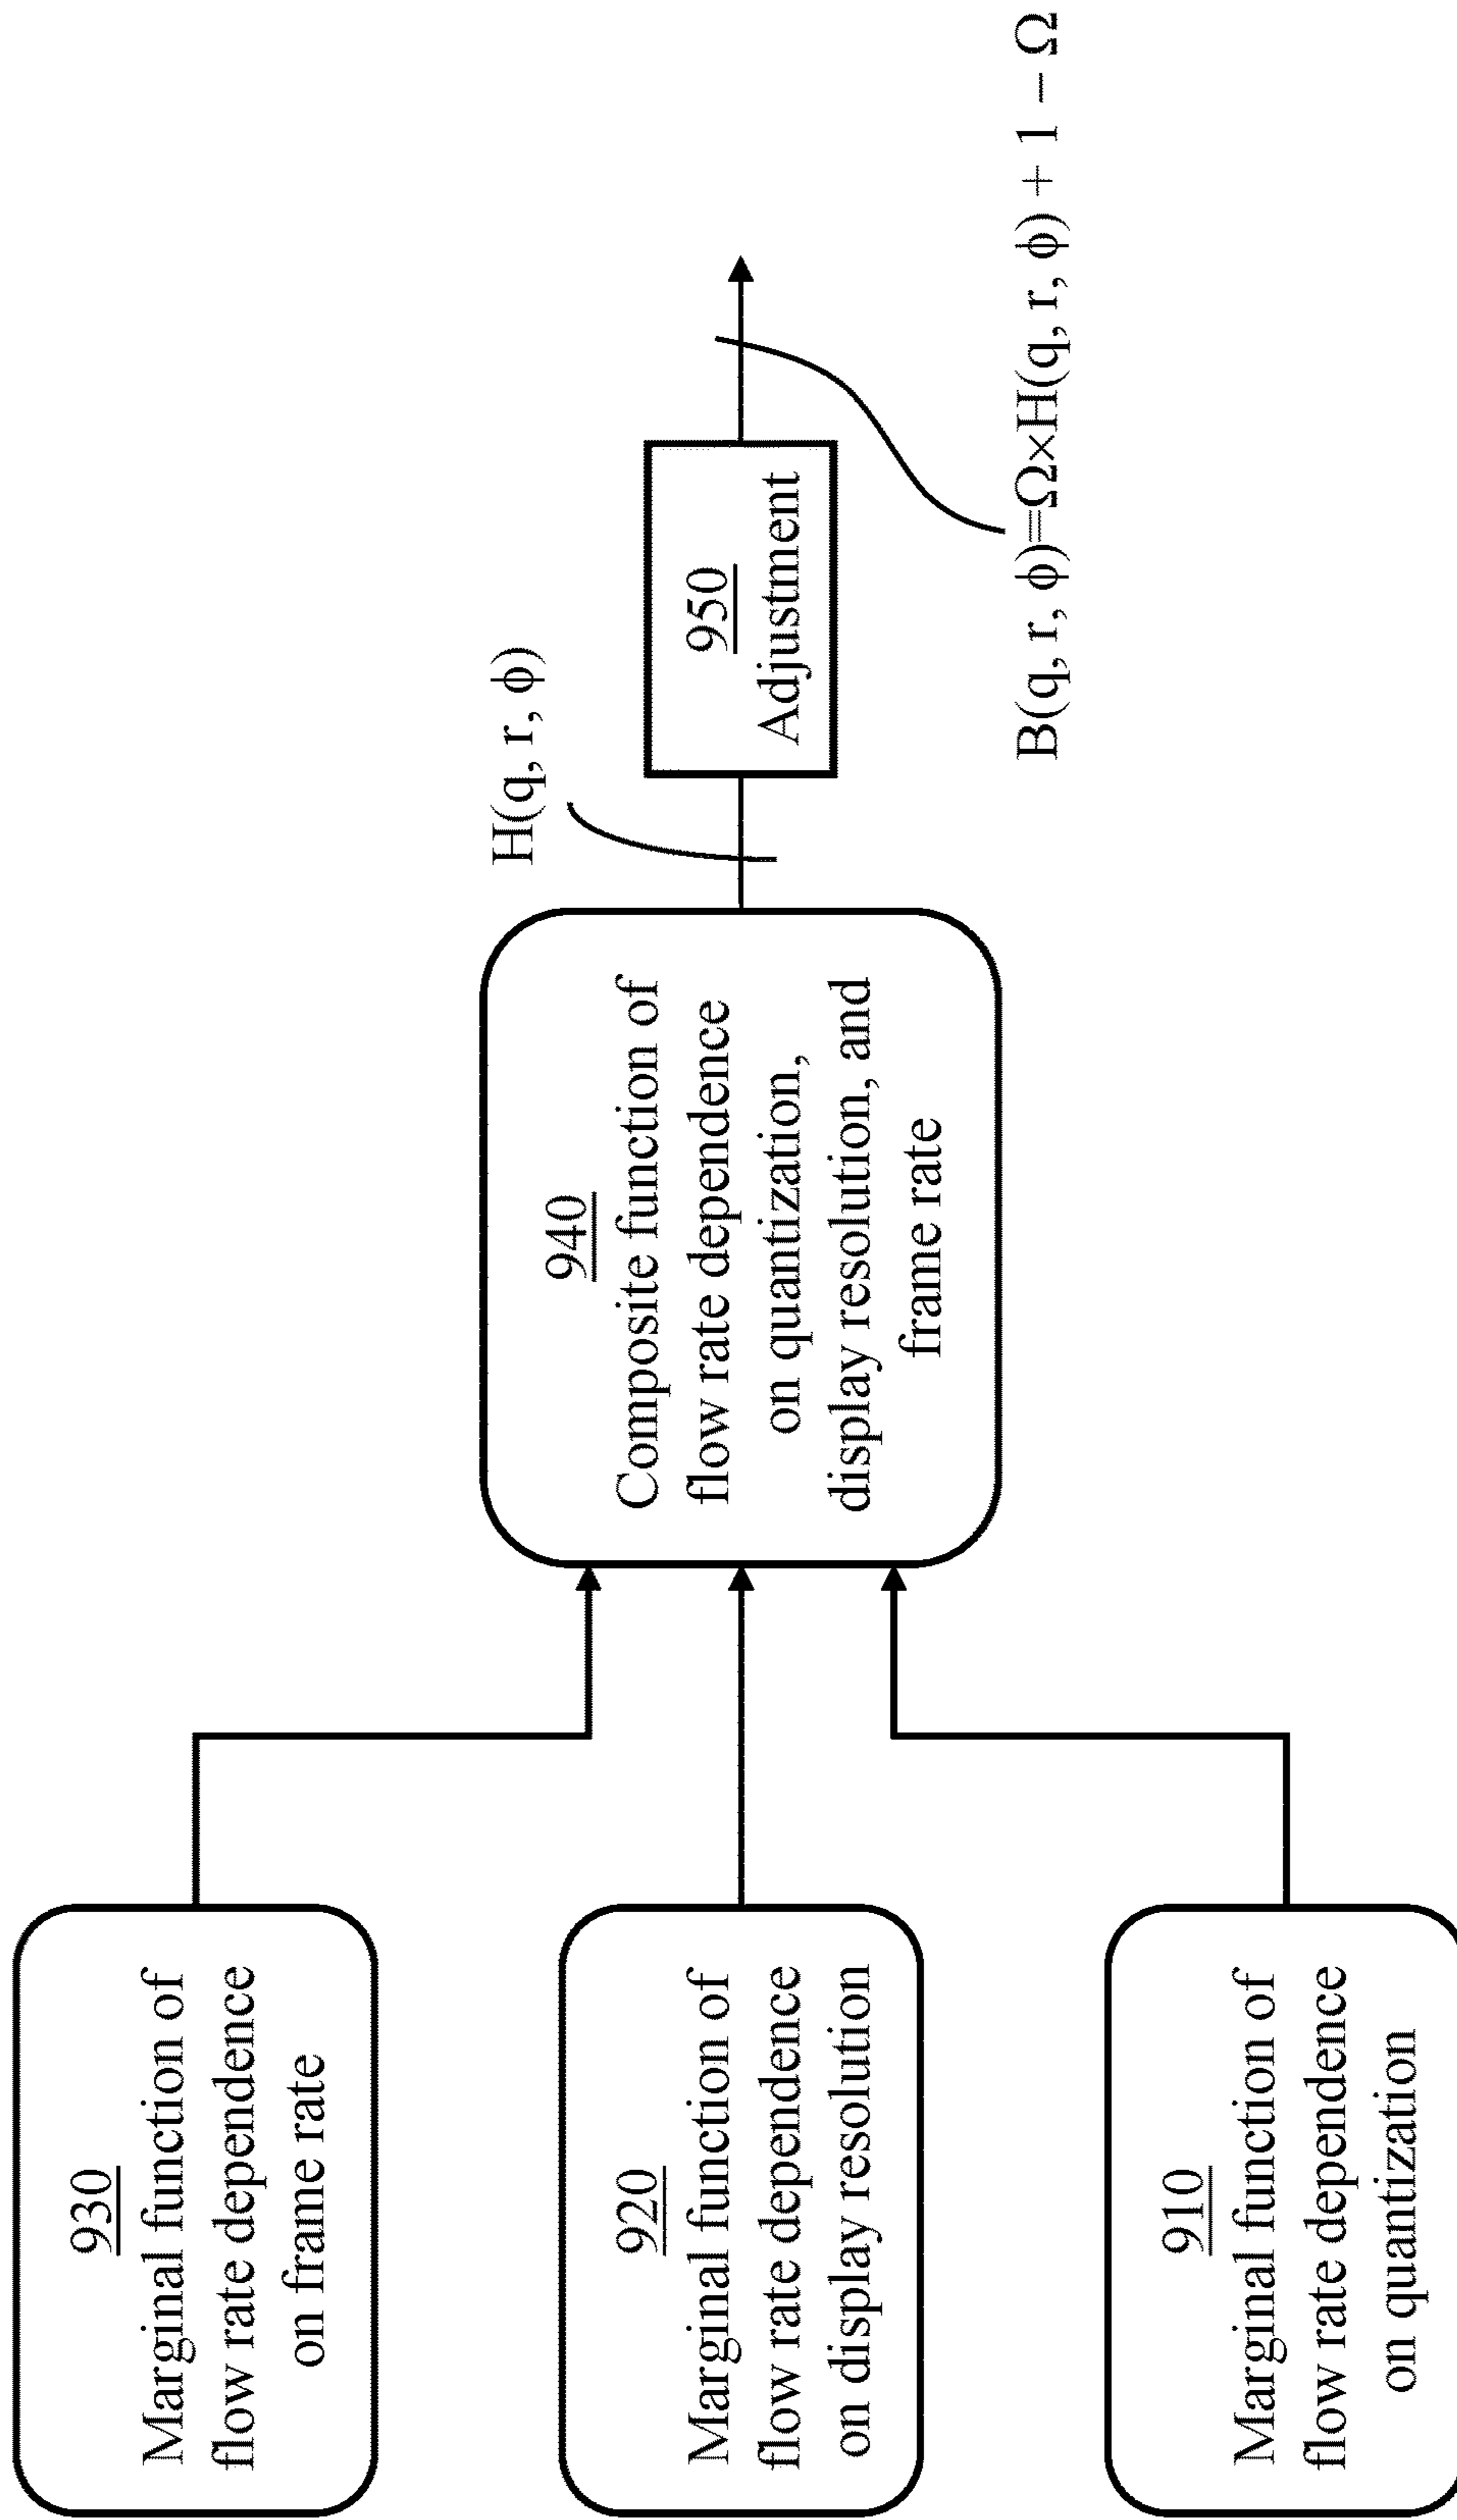 930
Marginal function of
flow rate dependence
on frame rate
920
Marginal function of
flow rate dependence
on display resolution
910
Marginal function of
flow rate dependence
on quantization
940
Composite function of
flow rate dependence
on quantization,
display resolution, and
frame rate
H(q, r, ϕ)
950
Adjustment
B(q, r, ϕ)=Ω×H(q, r, ϕ) + 1 − Ω